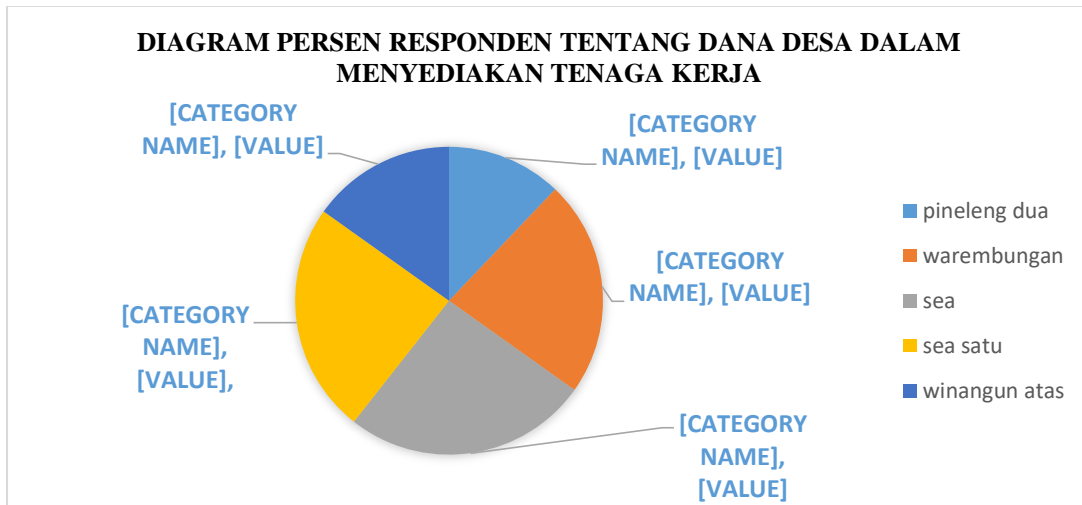 DIAGRAM PERSEN RESPONDEN TENTANG DANA DESA DALAM
MENYEDIAKAN TENAGA KERJA
[CATEGORY
NAME], [VALUE]
[CATEGORY
NAME], [VALUE]
[CATEGORY
NAME], [VALUE]
[CATEGORY
NAME],
[VALUE],
[CATEGORY
NAME],
[VALUE]
pineleng dua
warembungan
sea
sea satu
winangun atas